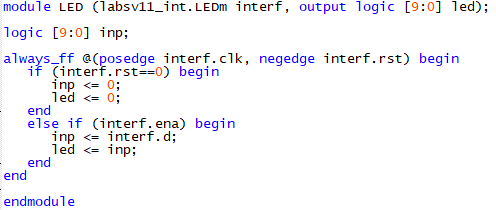 module LED (labsv11_int.LEDm interf, output logic [9:0] led);
logic [9:0] inp;
always_ff @(posedge interf.clk, negedge interf.rst) begin
if (interf.rst==0) begin
inp <= 0;
led <= 0;
end
else if (interf.ena) begin
inp <= interf.d;
led <= inp;
end
end
endmodule